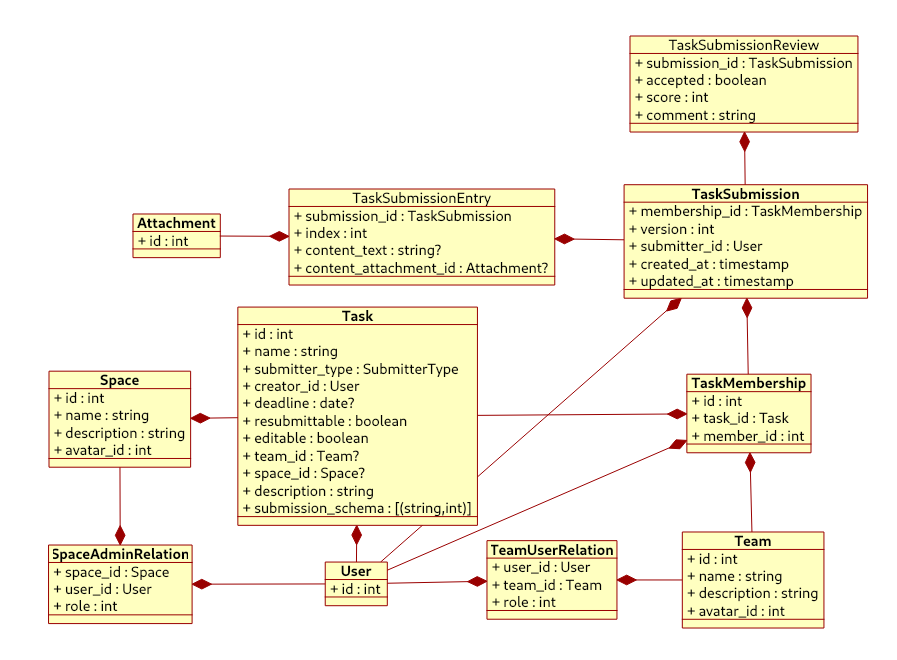 TaskSubmissionReview
+ submission_id : TaskSubmission
+ accepted : boolean
+ score : int
+ comment : string
TaskSubmission
+ membership_id : TaskMembership
+ version : int
+ submitter_id : User
+ created_at : timestamp
+ updated_at : timestamp
TaskSubmissionEntry
+ submission_id : TaskSubmission
+ index : int
+ content_text : string?
+ content_attachment_id : Attachment?
Attachment
+ id : int
Task
+ id : int
+ name : string
+ submitter_type : SubmitterType
+ creator_id : User
+ deadline : date?
+ resubmittable : boolean
+ editable : boolean
+ team_id : Team?
+ space_id : Space?
+ description : string
+ submission_schema : [(string,int)]
Space
+ id : int
+ name : string
+ description : string
+ avatar_id : int
TaskMembership
+ id : int
+ task_id : Task
+ member_id : int
SpaceAdminRelation
+ space_id : Space
+ user_id : User
+ role : int
User
+ id : int
TeamUserRelation
+ user_id : User
+ team_id : Team
+ role : int
Team
+ id : int
+ name : string
+ description : string
+ avatar_id : int